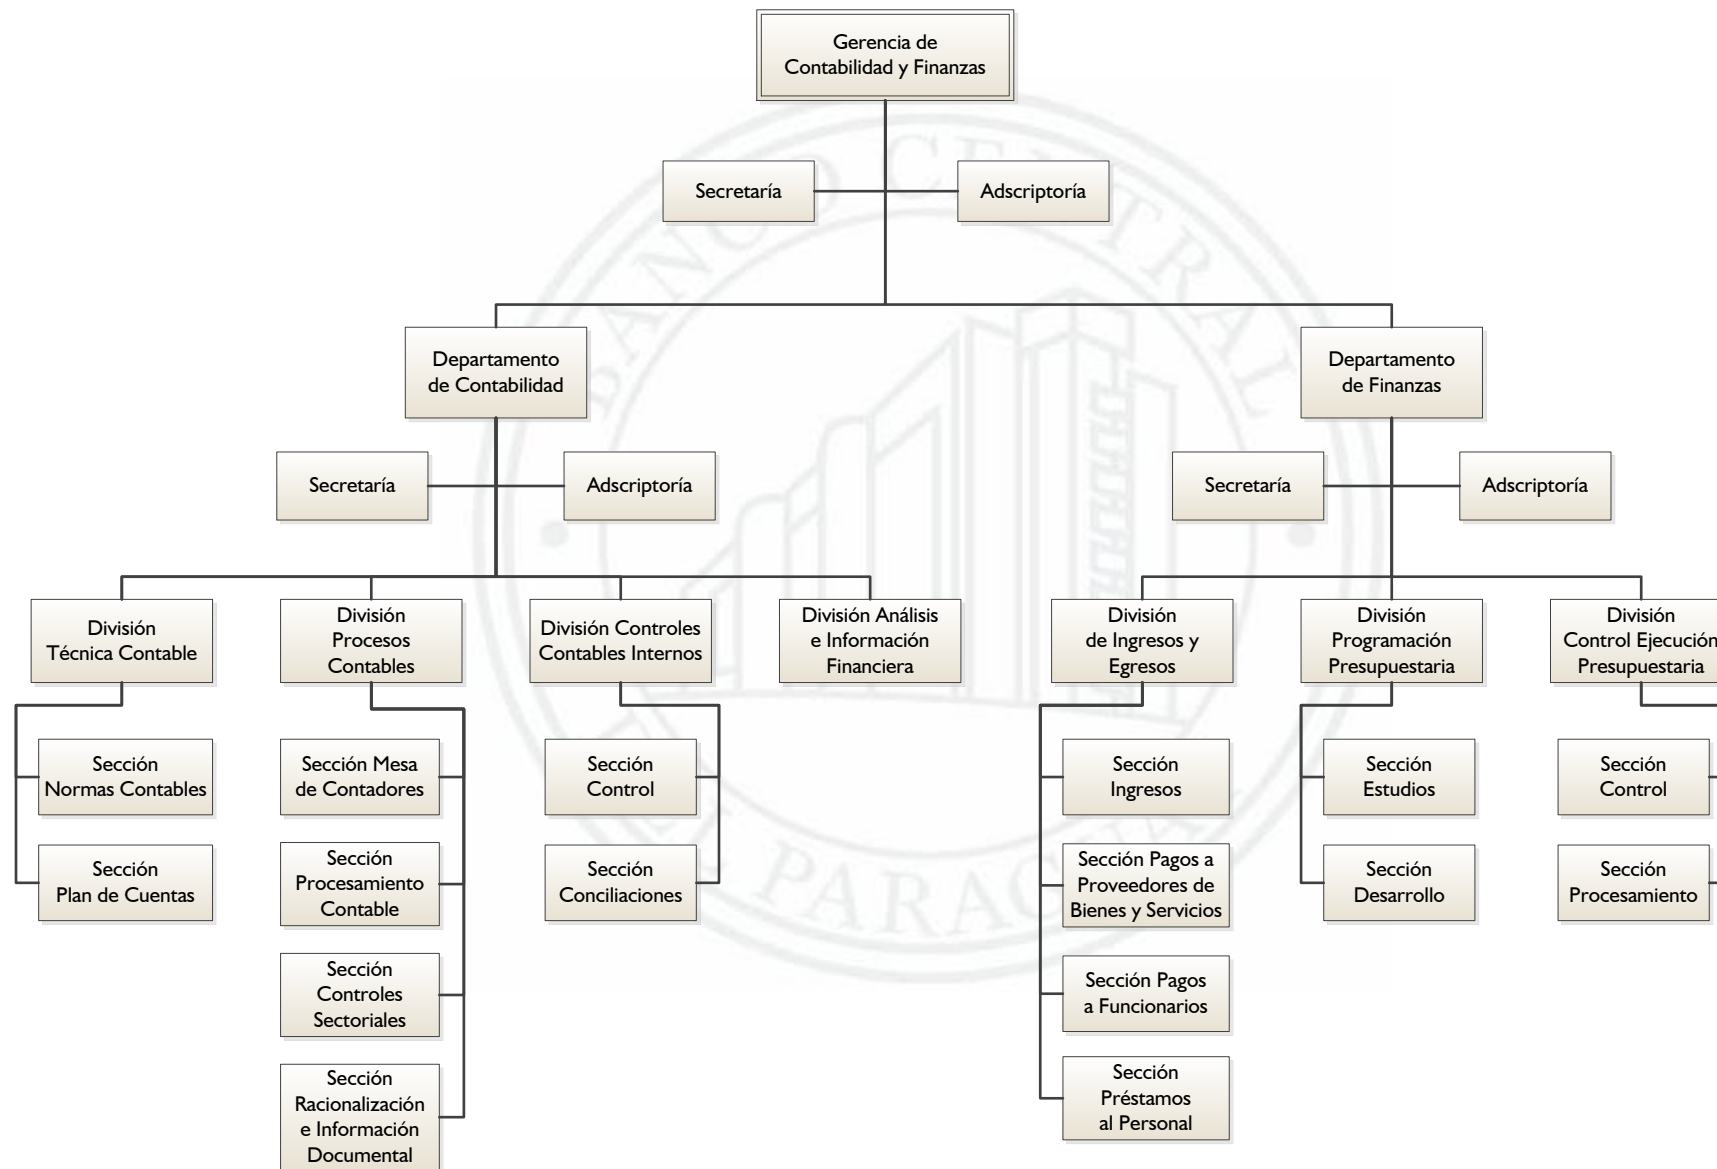 Gerencia de
Contabilidad y Finanzas
Secretaría
Adscriptoría
Departamento
de Contabilidad
Departamento
de Finanzas
Secretaría
Adscriptoría
Secretaría
Adscriptoría
División
Técnica Contable
División
Procesos
Contables
División Controles
Contables Internos
División Análisis
e Información
Financiera
División
de Ingresos y
Egresos
División
Programación
Presupuestaria
División
Control Ejecución
Presupuestaria
Sección
Normas Contables
Sección Mesa
de Contadores
Sección
Control
Sección
Ingresos
Sección
Estudios
Sección
Control
Sección
Plan de Cuentas
Sección
Procesamiento
Contable
Sección
Conciliaciones
Sección Pagos a
Proveedores de
Bienes y Servicios
Sección
Desarrollo
Sección
Procesamiento
Sección
Controles
Sectoriales
Sección Pagos
a Funcionarios
Sección
Racionalización
e Información
Documental
Sección
Préstamos
al Personal
BANCO CENTRAL
DEL PARAGUAY